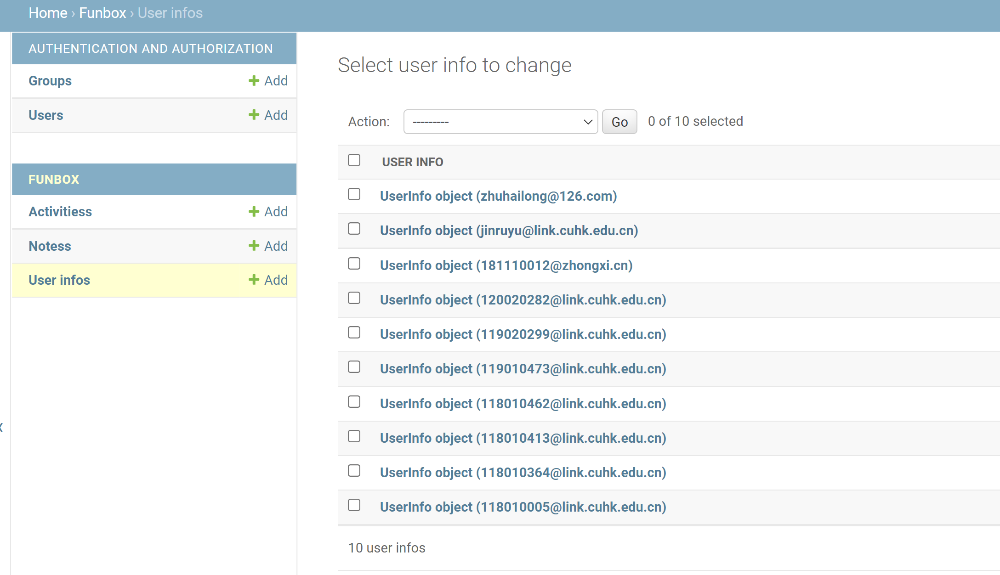 Home › Funbox › User infos
AUTHENTICATION AND AUTHORIZATION
Groups
Add
Users
Add
FUNBOX
Activitiess
Add
Notess
Add
User infos
Add
Select user info to change
Action:
---------
Go
0 of 10 selected
USER INFO
UserInfo object (zhuhailong@126.com)
UserInfo object (jinruyu@link.cuhk.edu.cn)
UserInfo object (181110012@zhongxi.cn)
UserInfo object (120020282@link.cuhk.edu.cn)
UserInfo object (119020299@link.cuhk.edu.cn)
UserInfo object (119010473@link.cuhk.edu.cn)
UserInfo object (118010462@link.cuhk.edu.cn)
UserInfo object (118010413@link.cuhk.edu.cn)
UserInfo object (118010364@link.cuhk.edu.cn)
UserInfo object (118010005@link.cuhk.edu.cn)
10 user infos